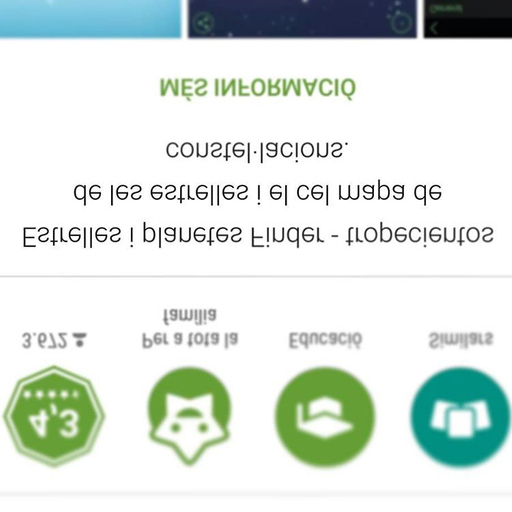 4,3
3.672
Per a tota la
família
Educació
Similars
Estrelles i planetes Finder - tropecientos
de les estrelles i el cel mapa de
constel·lacions.
MÉS INFORMACIÓ
General